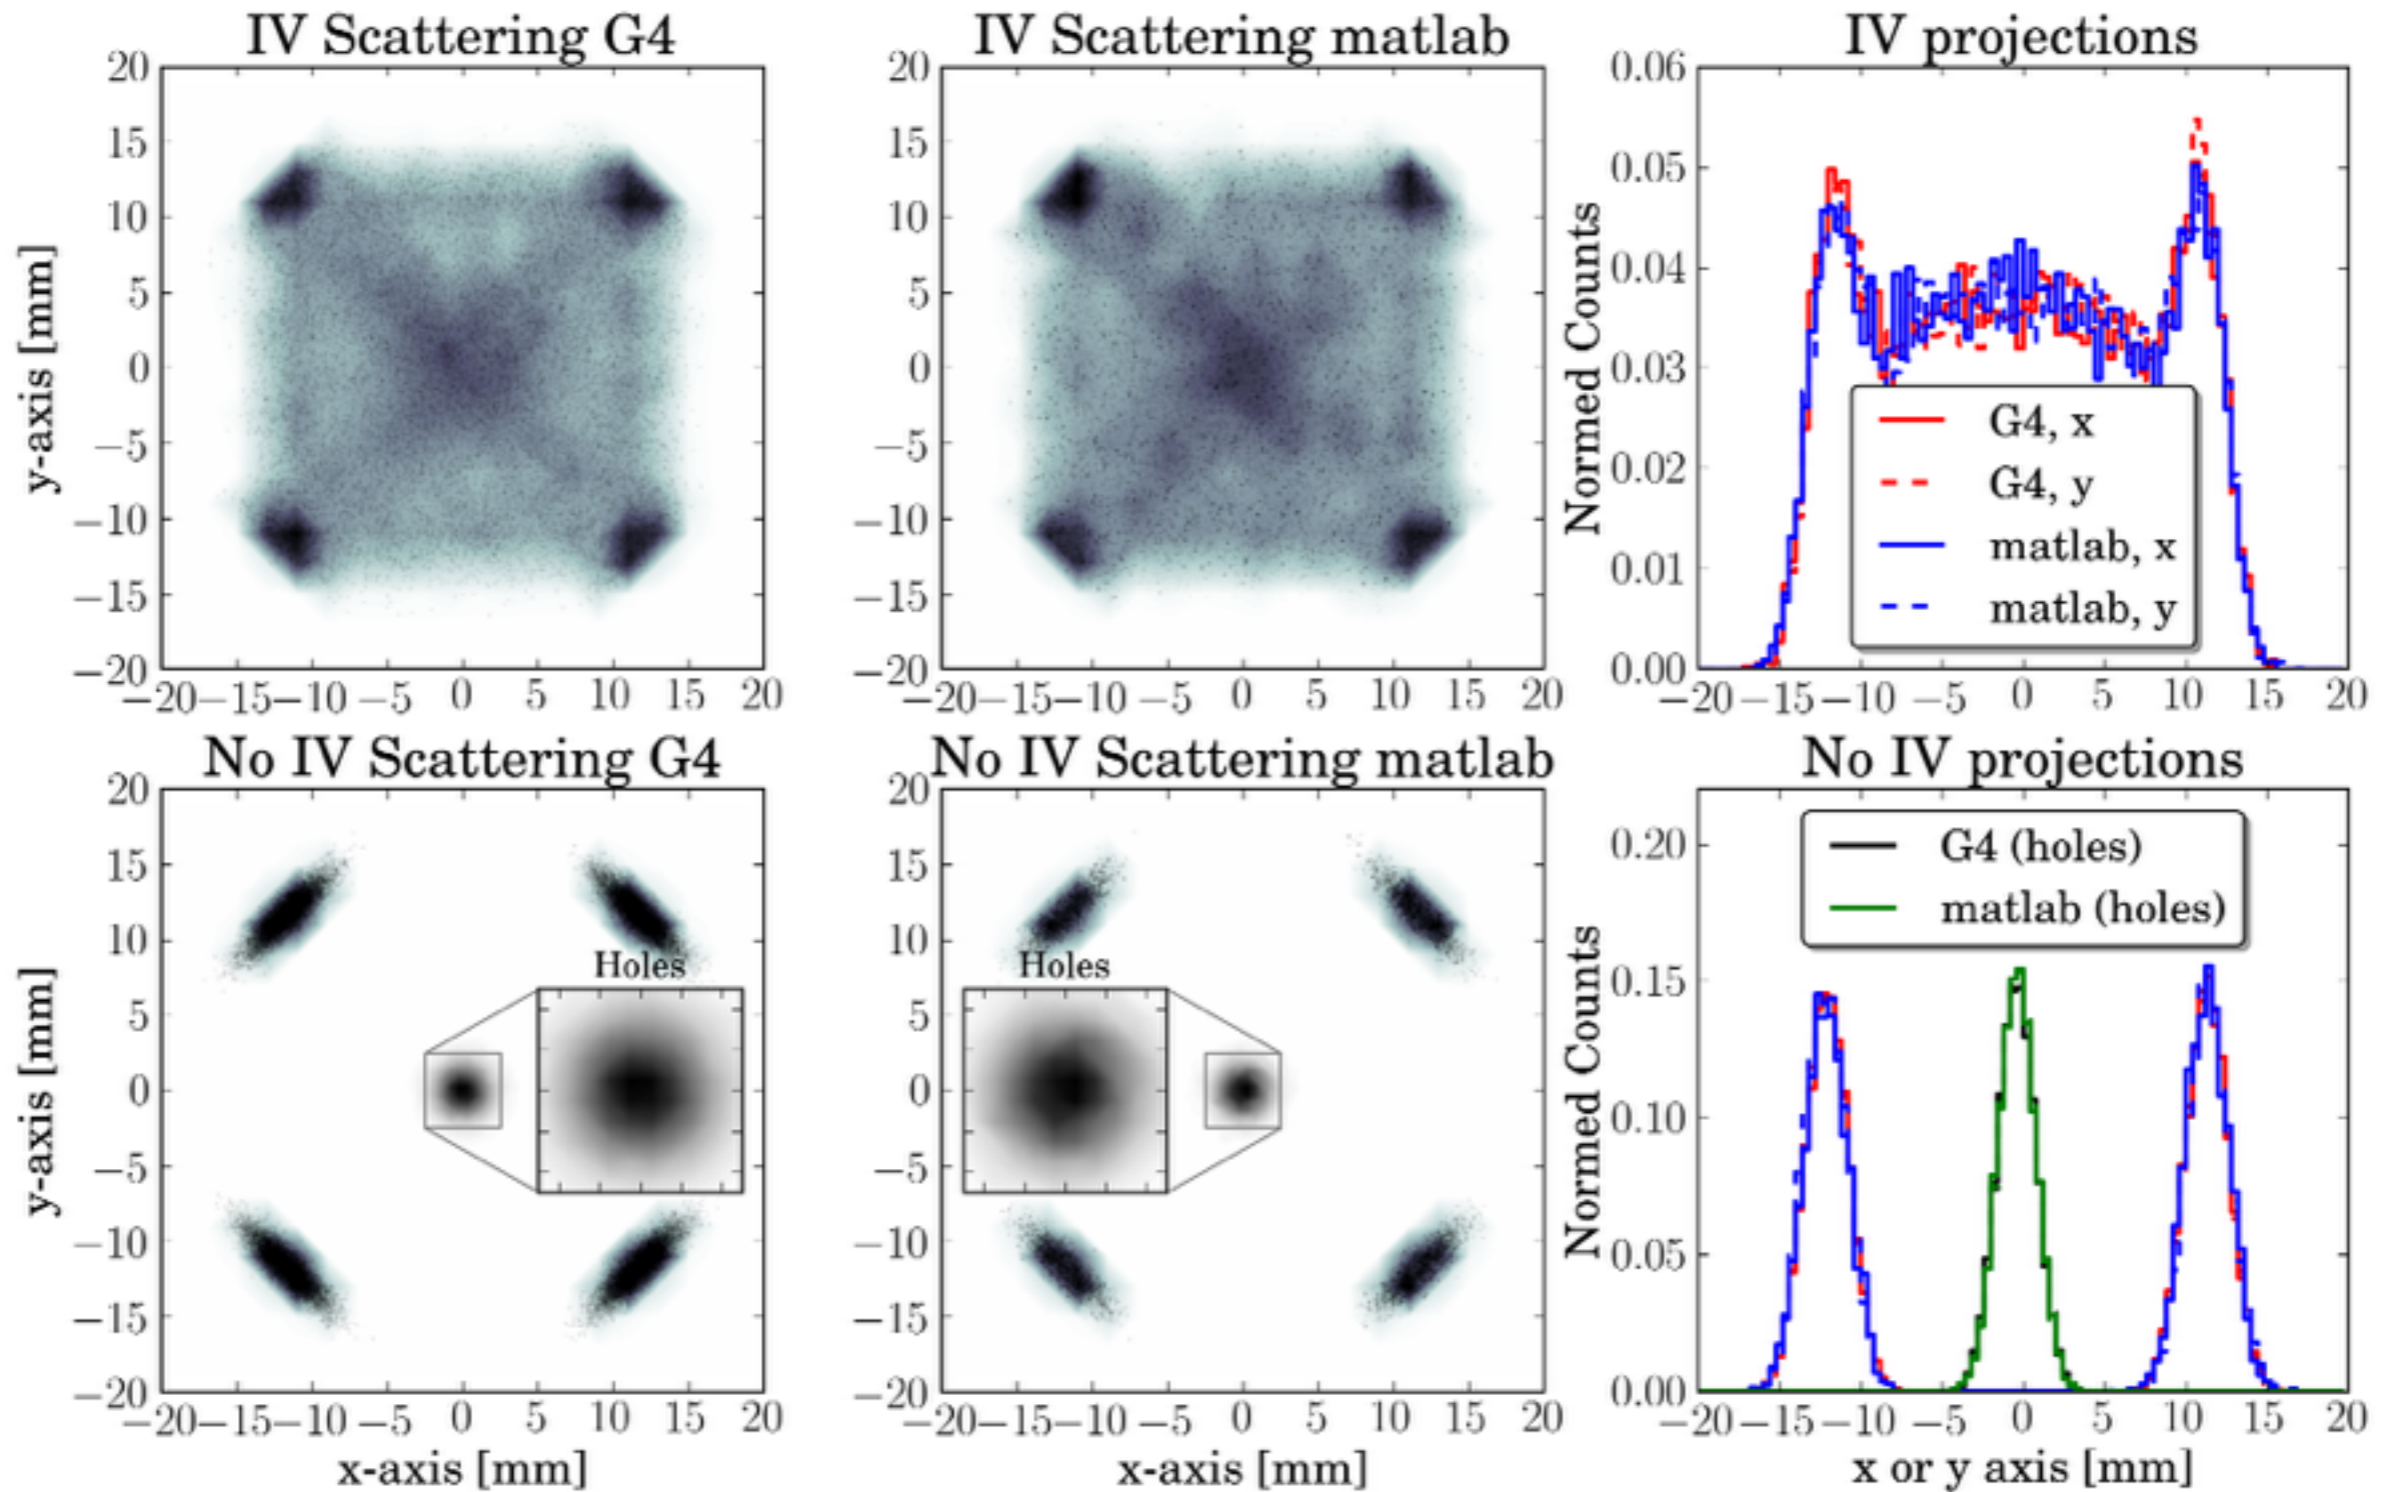 IV Scattering G4
20
15
10
5
0
−5
−10
−15
−20
−20 −15 −10 −5 0 5 10 15 20
y-axis [mm]
IV Scattering matlab
20
15
10
5
0
−5
−10
−15
−20
−20 −15 −10 −5 0 5 10 15 20
IV projections
0.06
0.05
0.04
0.03
0.02
0.01
0.00
−20 −15 −10 −5 0 5 10 15 20
Normed Counts
G4, x
G4, y
matlab, x
matlab, y
No IV Scattering G4
20
15
10
5
0
−5
−10
−15
−20
−20 −15 −10 −5 0 5 10 15 20
y-axis [mm]
x-axis [mm]
Holes
No IV Scattering matlab
20
15
10
5
0
−5
−10
−15
−20
−20 −15 −10 −5 0 5 10 15 20
x-axis [mm]
Holes
No IV projections
0.20
0.15
0.10
0.05
0.00
−20 −15 −10 −5 0 5 10 15 20
Normed Counts
x or y axis [mm]
G4 (holes)
matlab (holes)